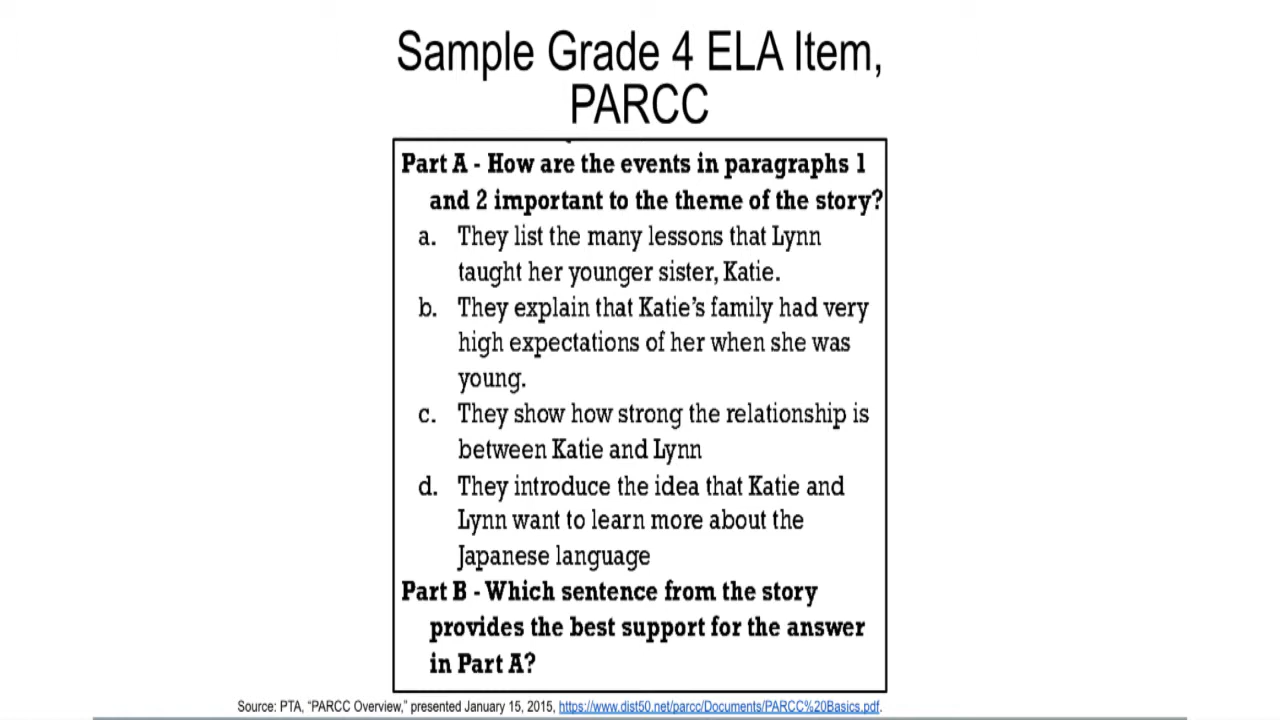 Sample Grade 4 ELA Item,
PARCC
Part A - How are the events in paragraphs 1
and 2 important to the theme of the story?
a. They list the many lessons that Lynn
taught her younger sister, Katie.
b. They explain that Katie’s family had very
high expectations of her when she was
young.
c. They show how strong the relationship is
between Katie and Lynn
d. They introduce the idea that Katie and
Lynn want to learn more about the
Japanese language
Part B - Which sentence from the story
provides the best support for the answer
in Part A?
Source: PTA, “PARCC Overview,” presented January 15, 2015, https://www.dist50.net/parcc/Documents/PARCC%20Basics.pdf.